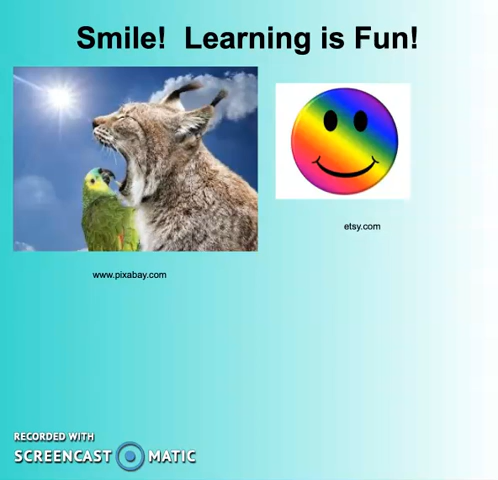 Smile!  Learning is Fun!
etsy.com
www.pixabay.com
RECORDED WITH
SCREENCAST MATIC